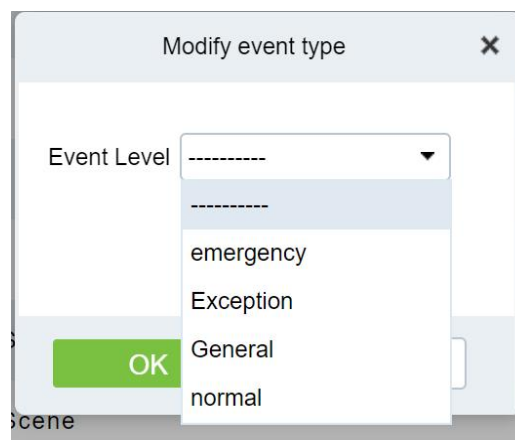 Modify event type ×
Event Level ----------
----------
emergency
Exception
General
OK
normal
Scene